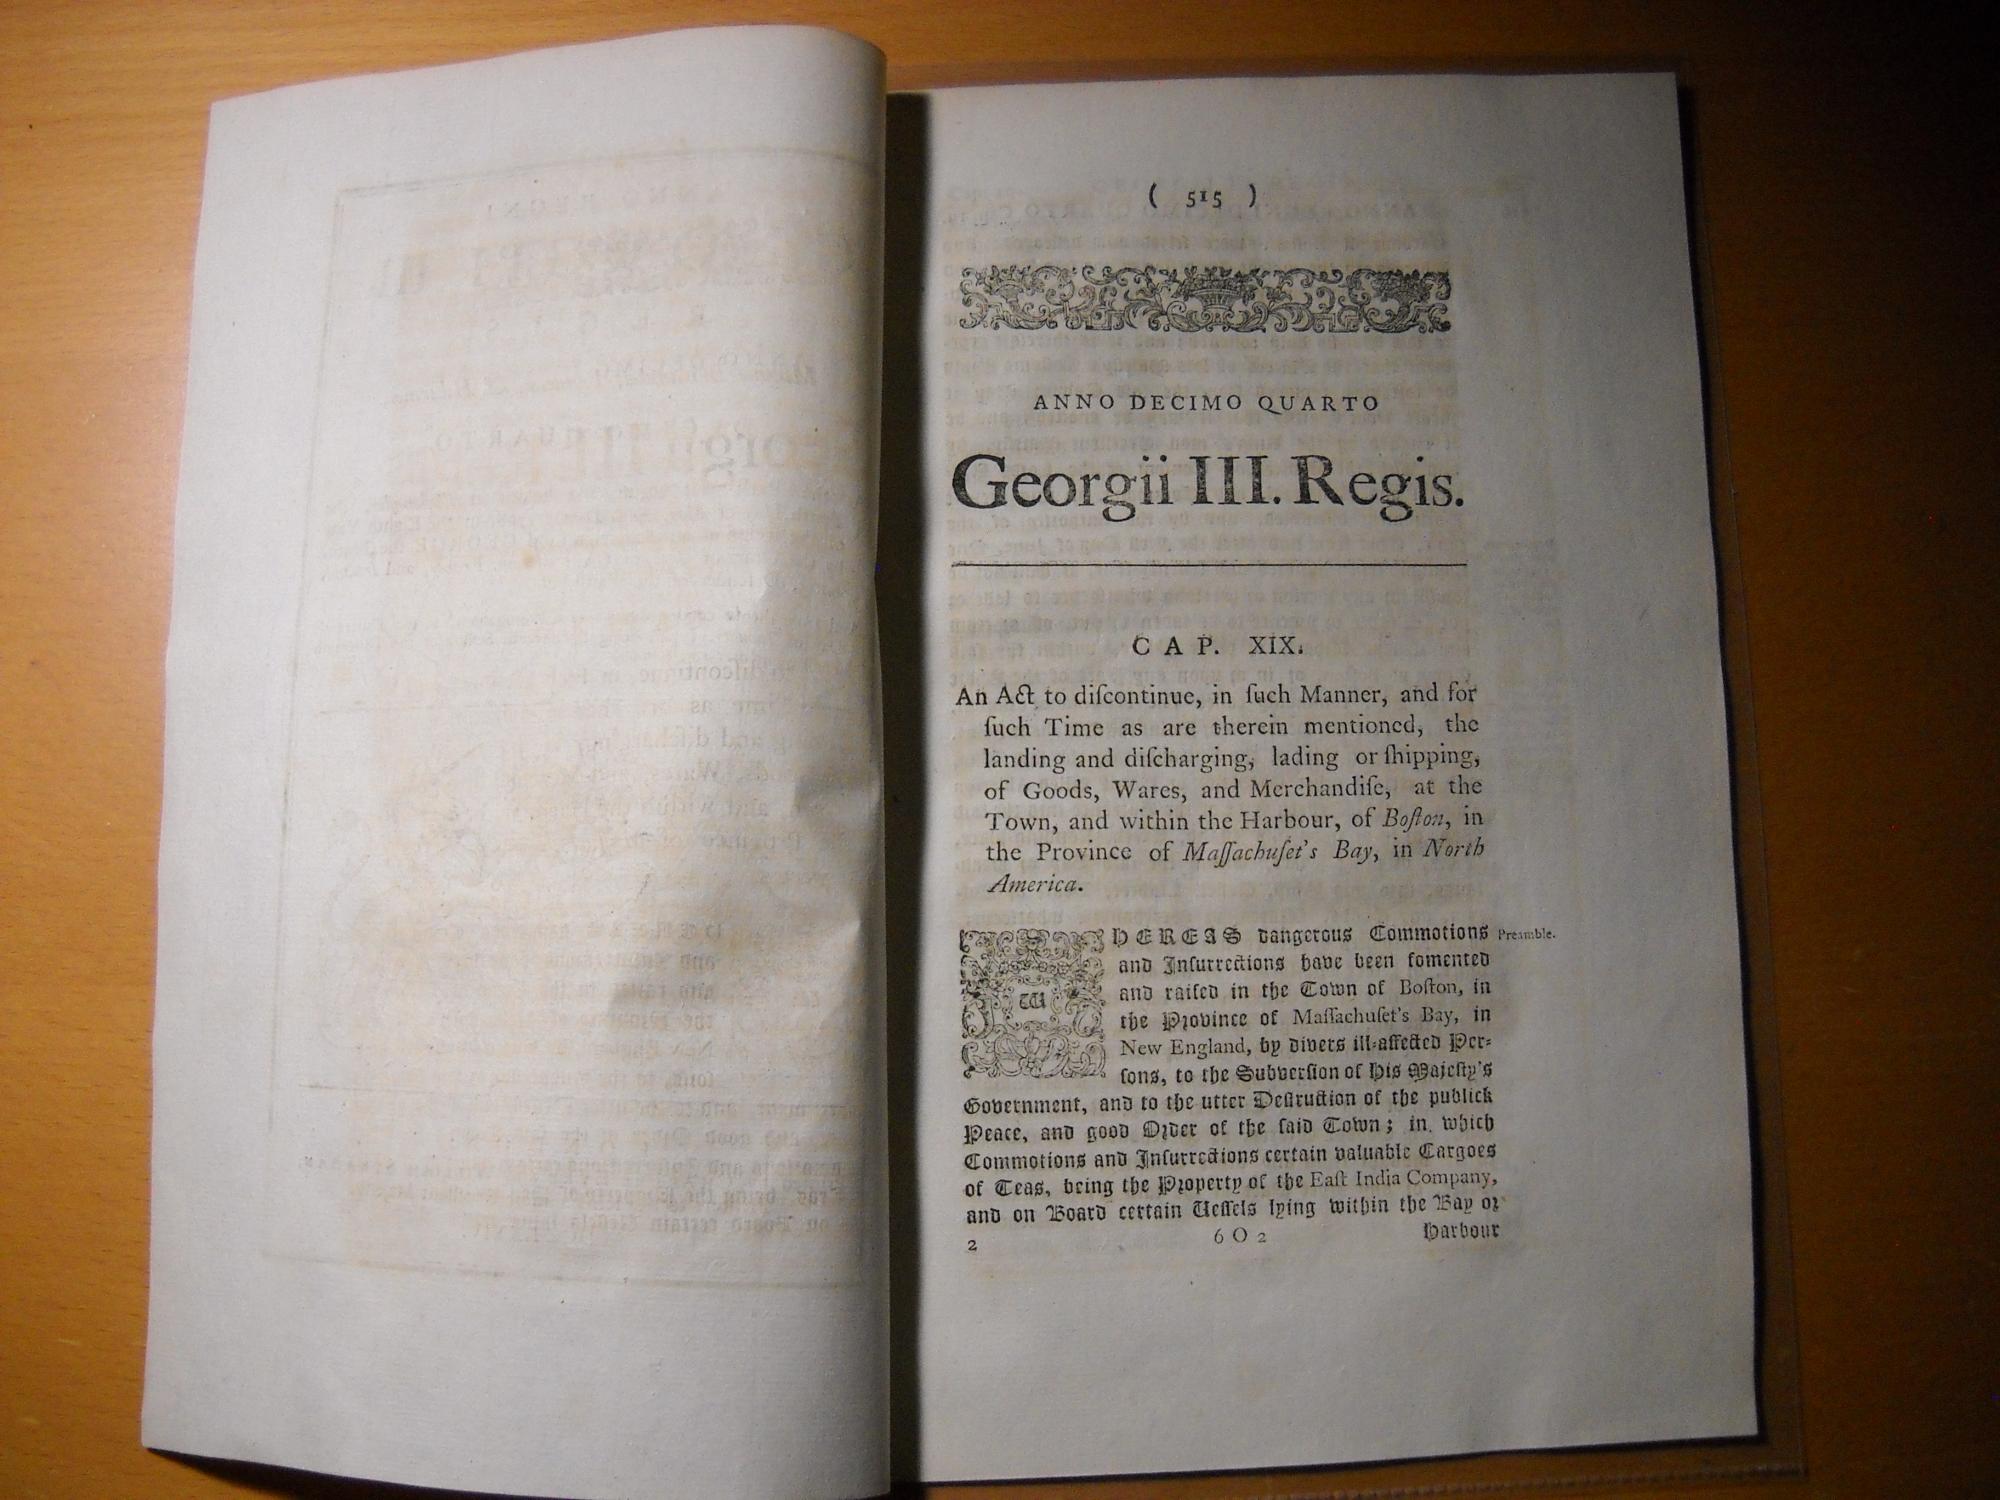 ( 515 )
ANNO DECIMO QUARTO
Georgii III. Regis.
CAP. XIX.
An Act to diſcontinue, in ſuch Manner, and for
ſuch Time as are therein mentioned, the
landing and diſcharging, lading or ſhipping,
of Goods, Wares, and Merchandiſe, at the
Town, and within the Harbour, of Boſton, in
the Province of Maſſachuſet's Bay, in North
America.
WHEREAS dangerous Commotions
Preamble.
and Inſurrections have been fomented
and raiſed in the Town of Boſton, in
the Province of Maſſachuſet's Bay, in
New England, by divers ill-affected Per-
ſons, to the Subverſion of His Majeſty's
Government, and to the utter Deſtruction of the publick
Peace, and good Order of the ſaid Town; in which
Commotions and Inſurrections certain valuable Cargoes
of Teas, being the Property of the Eaſt India Company,
and on Board certain Veſſels lying within the Bay or
2 6 O 2 Harbour